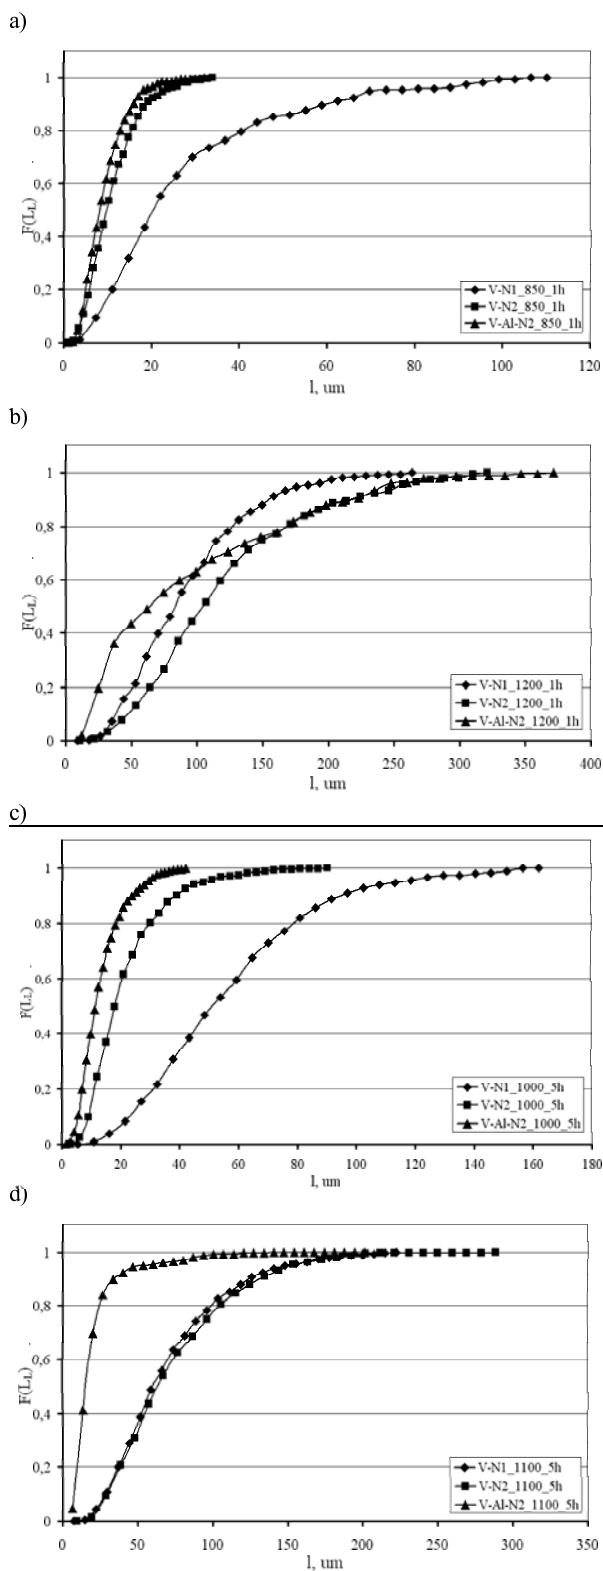 a)
1
0,8
0,6
0,4
0,2
0
F(LL)
0 20 40 60 80 100 120
l, um
V-N1_850_1h
V-N2_850_1h
V-Al-N2_850_1h
b)
1
0,8
0,6
0,4
0,2
0
F(LL)
0 50 100 150 200 250 300 350 400
l, um
V-N1_1200_1h
V-N2_1200_1h
V-Al-N2_1200_1h
c)
1
0,8
0,6
0,4
0,2
0
F(LL)
0 20 40 60 80 100 120 140 160 180
l, um
V-N1_1000_5h
V-N2_1000_5h
V-Al-N2_1000_5h
d)
1
0,8
0,6
0,4
0,2
0
F(LL)
0 50 100 150 200 250 300 350
l, um
V-N1_1100_5h
V-N2_1100_5h
V-Al-N2_1100_5h